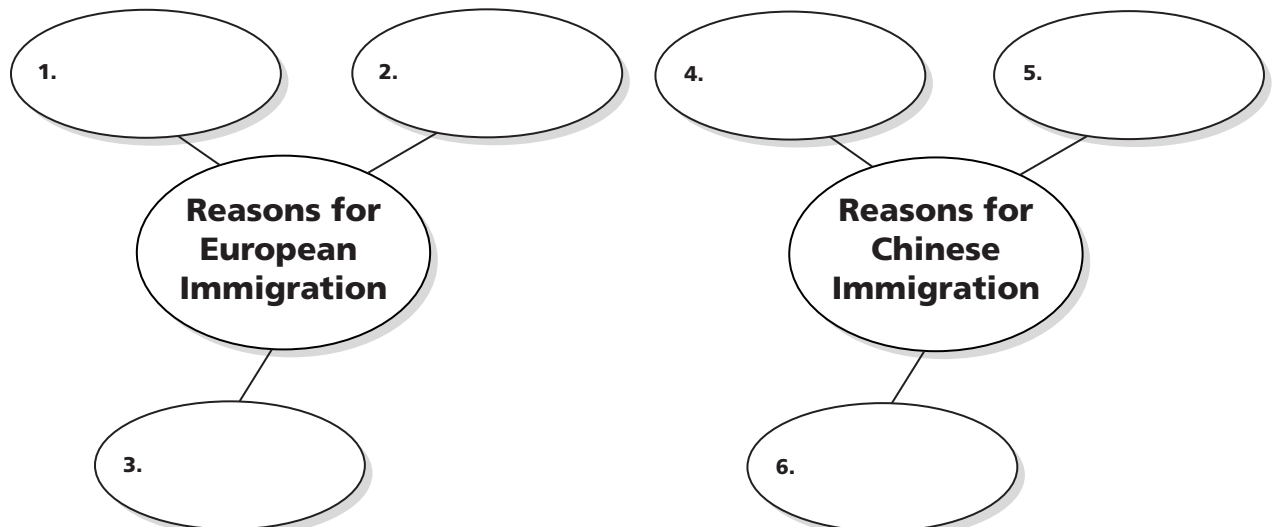 1.
2.
Reasons for
European
Immigration
3.
4.
5.
Reasons for
Chinese
Immigration
6.